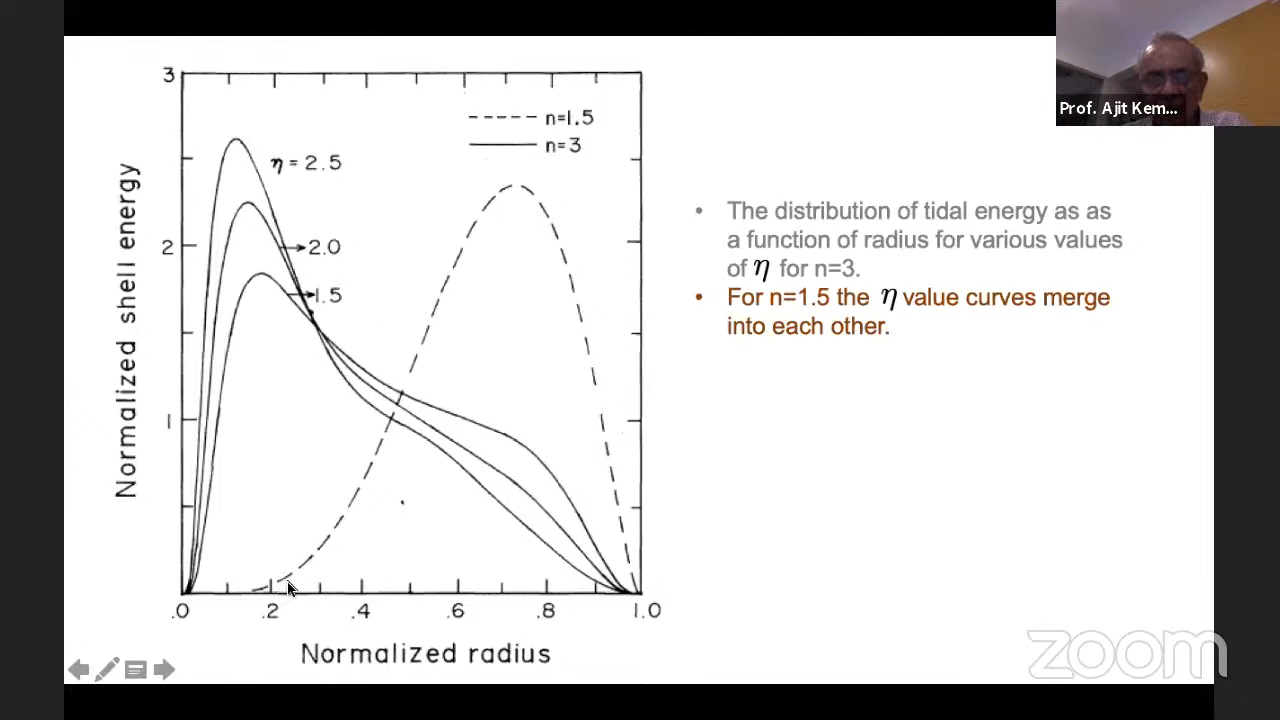 Prof. Ajit Kem...
3
n=1.5
n=3
η = 2.5
2.0
1.5
2
1
Normalized shell energy
.0 .2 .4 .6 .8 1.0
Normalized radius
• The distribution of tidal energy as as
a function of radius for various values
of η for n=3.
• For n=1.5 the η value curves merge
into each other.
zoom